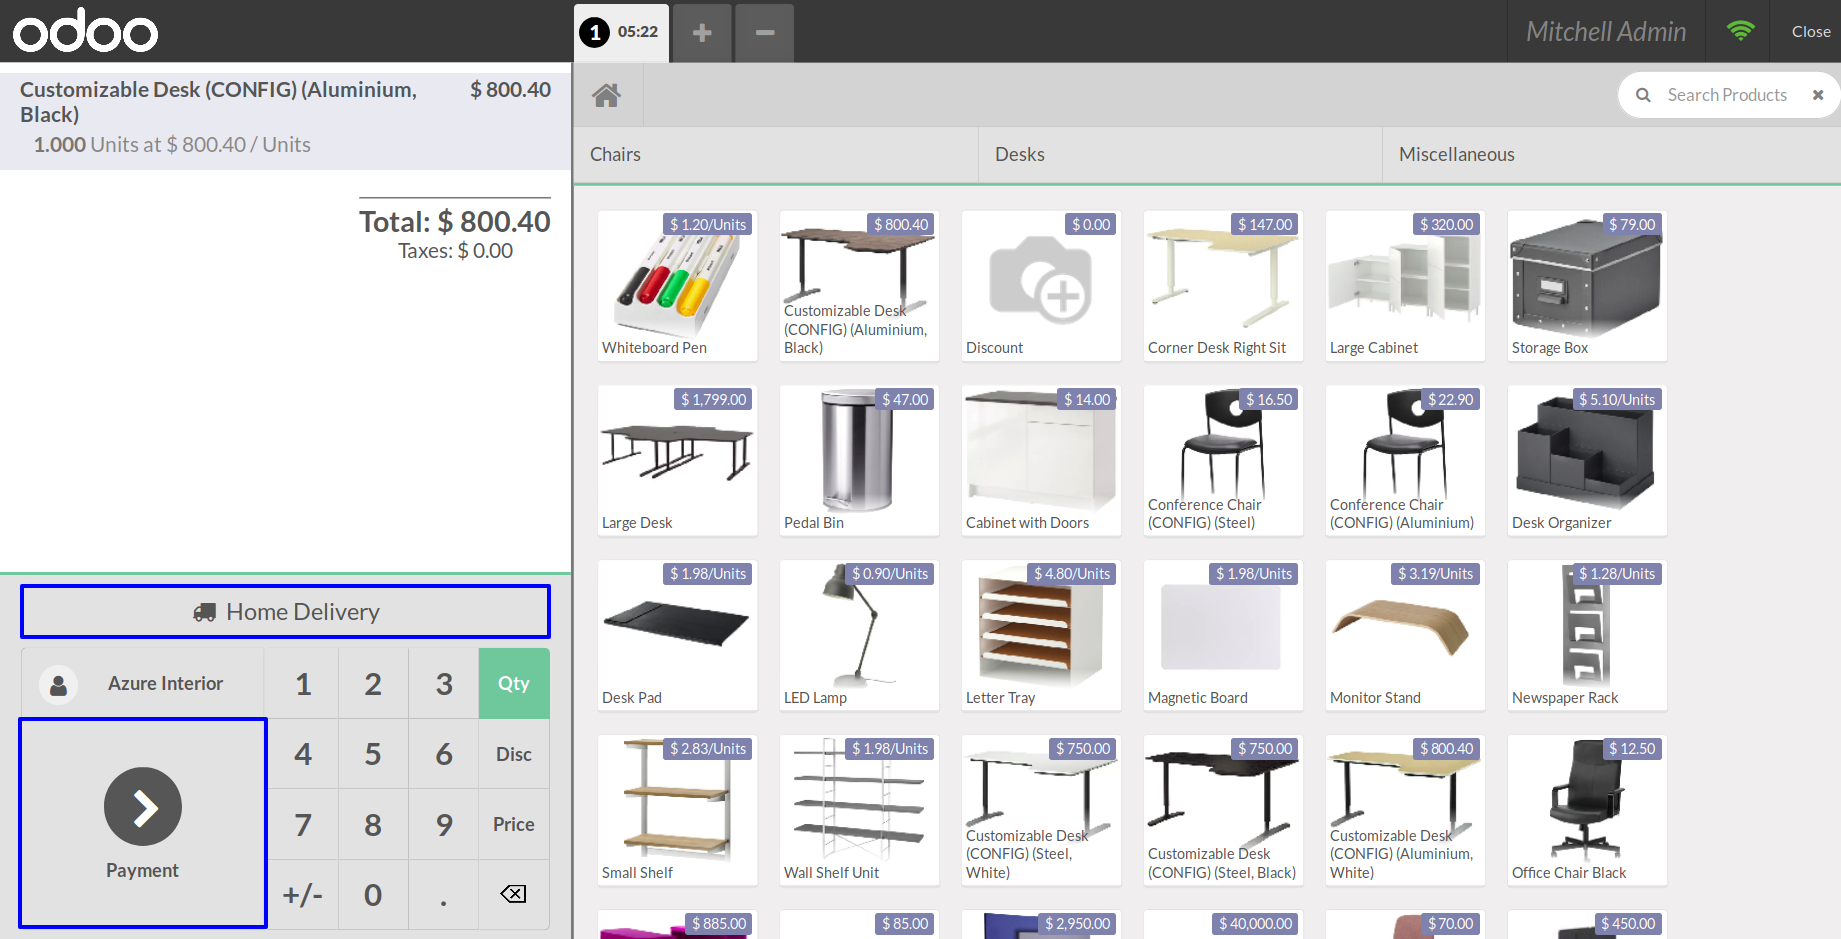 odoo
1 05:22
Mitchell Admin
Close
Customizable Desk (CONFIG) (Aluminium, $ 800.40
Black)
1.000 Units at $ 800.40 / Units
Total: $ 800.40
Taxes: $ 0.00
Home Delivery
Azure Interior
1 2 3 Qty
4 5 6 Disc
7 8 9 Price
+/- 0 .
Payment
Search Products
Chairs
Desks
Miscellaneous
$ 1.20/Units
Whiteboard Pen
$ 800.40
Customizable Desk
(CONFIG) (Aluminium,
Black)
$ 0.00
Discount
$ 147.00
Corner Desk Right Sit
$ 320.00
Large Cabinet
$ 79.00
Storage Box
$ 1,799.00
Large Desk
$ 47.00
Pedal Bin
$ 14.00
Cabinet with Doors
$ 16.50
Conference Chair
(CONFIG) (Steel)
$ 22.90
Conference Chair
(CONFIG) (Aluminium)
$ 5.10/Units
Desk Organizer
$ 1.98/Units
Desk Pad
$ 0.90/Units
LED Lamp
$ 4.80/Units
Letter Tray
$ 1.98/Units
Magnetic Board
$ 3.19/Units
Monitor Stand
$ 1.28/Units
Newspaper Rack
$ 2.83/Units
Small Shelf
$ 1.98/Units
Wall Shelf Unit
$ 750.00
Customizable Desk
(CONFIG) (Steel,
White)
$ 750.00
Customizable Desk
(CONFIG) (Steel, Black)
$ 800.40
Customizable Desk
(CONFIG) (Aluminium,
White)
$ 12.50
Office Chair Black
$ 885.00
$ 85.00
$ 2,950.00
$ 40,000.00
$ 70.00
$ 450.00